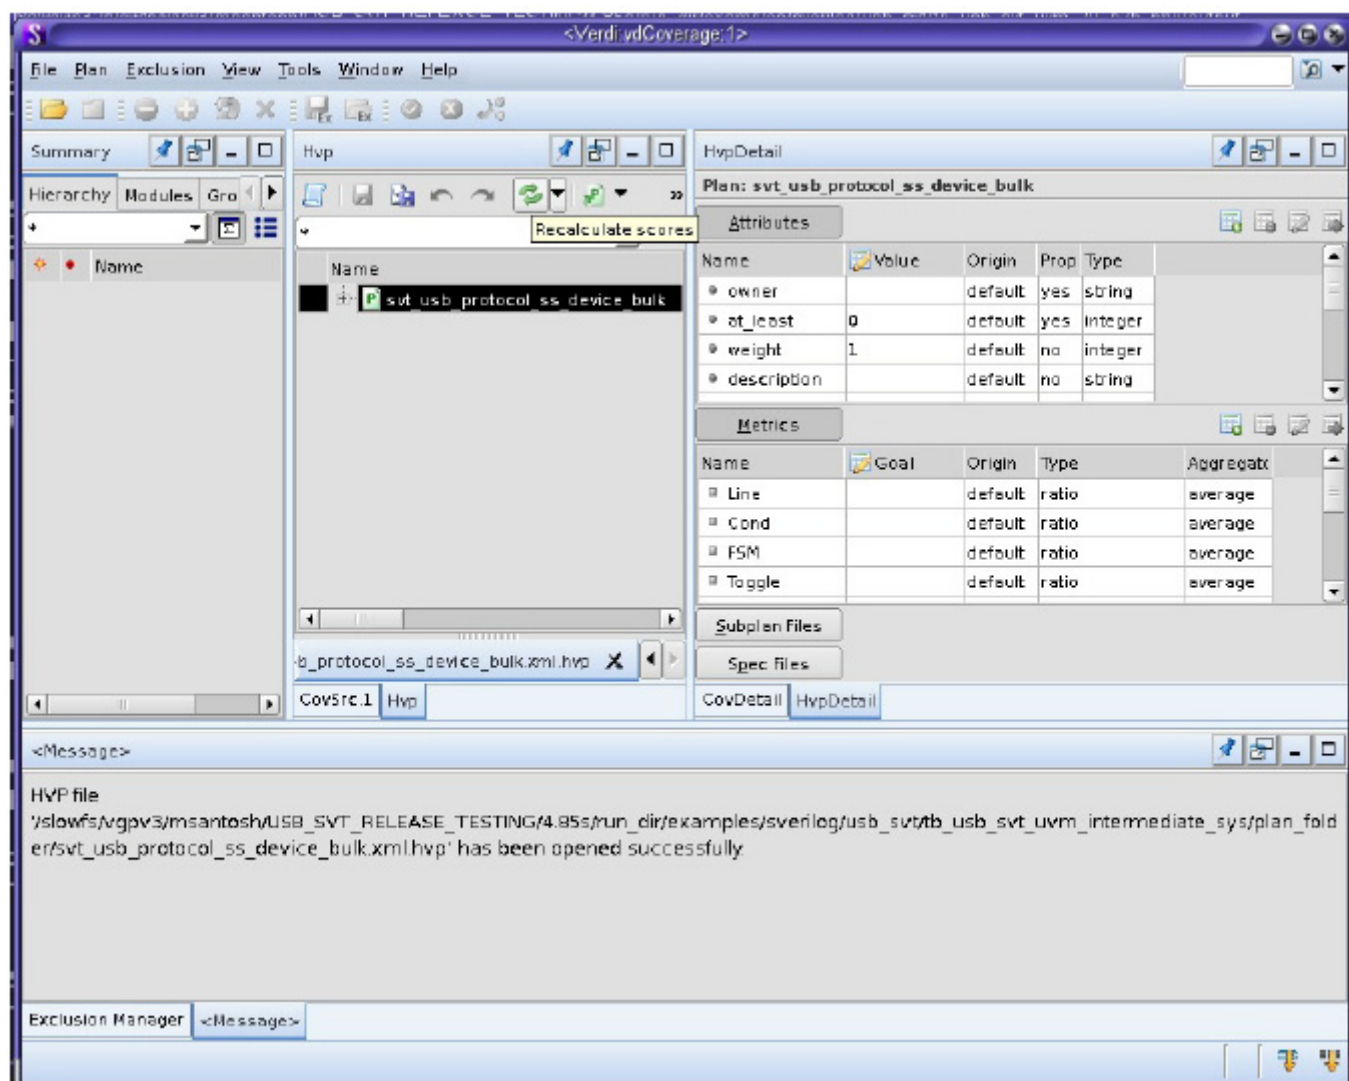 <Verdi:vdCoverage:1>
File Plan Exclusion View Tools Window Help
Summary
Hierarchy Modules Gro
*
Name
Hvp
Recalculate scores
*
Name
svt_usb_protocol_ss_device_bulk
b_protocol_ss_device_bulk.xml.hvp
CovSrc.1 Hvp
HvpDetail
Plan: svt_usb_protocol_ss_device_bulk
Attributes
Name Value Origin Prop Type
owner default yes string
at_least 0 default yes integer
weight 1 default no integer
description default no string
Metrics
Name Goal Origin Type Aggregatc
Line default ratio average
Cond default ratio average
FSM default ratio average
Toggle default ratio average
Subplan Files
Spec Files
CovDetail HvpDetail
<Message>
HVP file
'/slowfs/vgpv3/msantosh/USB_SVT_RELEASE_TESTING/4.85s/run_dir/examples/sverilog/usb_svt/tb_usb_svt_uvm_intermediate_sys/plan_fold
er/svt_usb_protocol_ss_device_bulk.xml.hvp' has been opened successfully.
Exclusion Manager <Message>